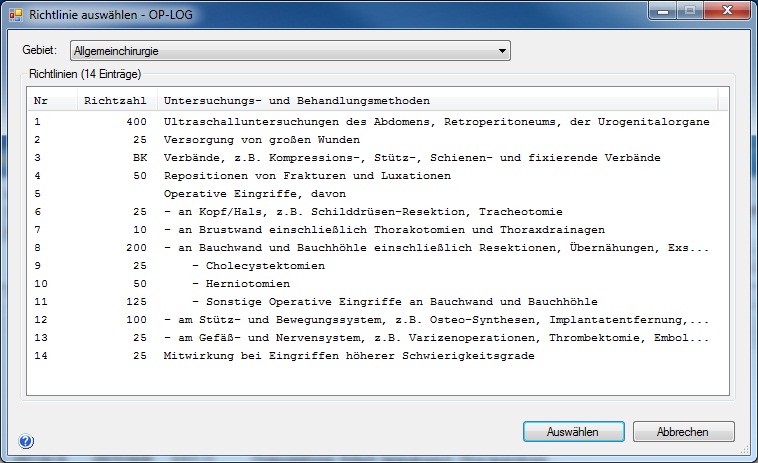 Richtlinie auswählen - OP-LOG
Gebiet: Allgemeinchirurgie
Richtlinien (14 Einträge)
Nr Richtzahl Untersuchungs- und Behandlungsmethoden
1 400 Ultraschalluntersuchungen des Abdomens, Retroperitoneums, der Urogenitalorgane
2 25 Versorgung von großen Wunden
3 BK Verbände, z.B. Kompressions-, Stütz-, Schienen- und fixierende Verbände
4 50 Repositionen von Frakturen und Luxationen
5 Operative Eingriffe, davon
6 25 - an Kopf/Hals, z.B. Schilddrüsen-Resektion, Tracheotomie
7 10 - an Brustwand einschließlich Thorakotomien und Thoraxdrainagen
8 200 - an Bauchwand und Bauchhöhle einschließlich Resektionen, Übernähungen, Exs...
9 25 - Cholecystektomien
10 50 - Herniotomien
11 125 - Sonstige Operative Eingriffe an Bauchwand und Bauchhöhle
12 100 - am Stütz- und Bewegungssystem, z.B. Osteo-Synthesen, Implantatentfernung,...
13 25 - am Gefäß- und Nervensystem, z.B. Varizenoperationen, Thrombektomie, Embol...
14 25 Mitwirkung bei Eingriffen höherer Schwierigkeitsgrade
Auswählen Abbrechen